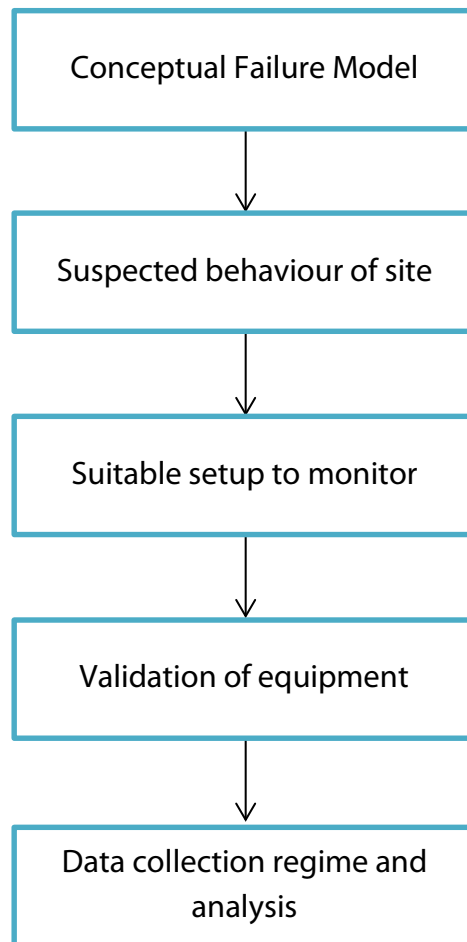 Conceptual Failure Model
Suspected behaviour of site
Suitable setup to monitor
Validation of equipment
Data collection regime and
analysis